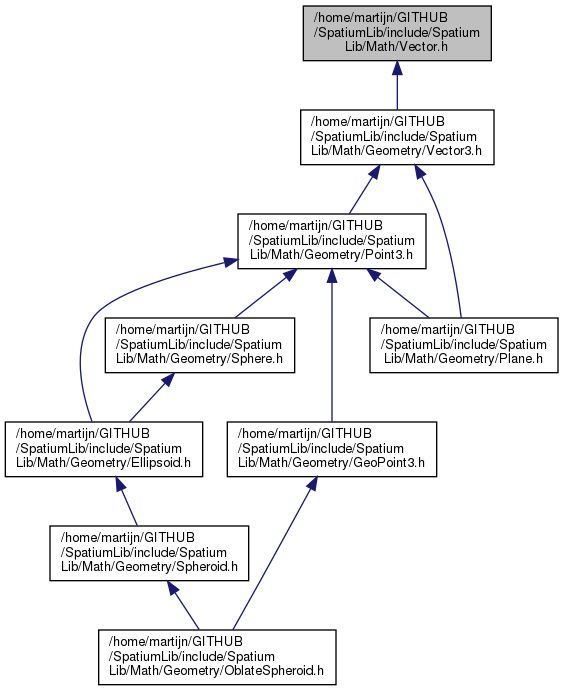 /home/martijn/GITHUB
/SpatiumLib/include/Spatium
Lib/Math/Vector.h
/home/martijn/GITHUB
/SpatiumLib/include/Spatium
Lib/Math/Geometry/Vector3.h
/home/martijn/GITHUB
/SpatiumLib/include/Spatium
Lib/Math/Geometry/Point3.h
/home/martijn/GITHUB
/SpatiumLib/include/Spatium
Lib/Math/Geometry/Sphere.h
/home/martijn/GITHUB
/SpatiumLib/include/Spatium
Lib/Math/Geometry/Plane.h
/home/martijn/GITHUB
/SpatiumLib/include/Spatium
Lib/Math/Geometry/Ellipsoid.h
/home/martijn/GITHUB
/SpatiumLib/include/Spatium
Lib/Math/Geometry/GeoPoint3.h
/home/martijn/GITHUB
/SpatiumLib/include/Spatium
Lib/Math/Geometry/Spheroid.h
/home/martijn/GITHUB
/SpatiumLib/include/Spatium
Lib/Math/Geometry/OblateSpheroid.h